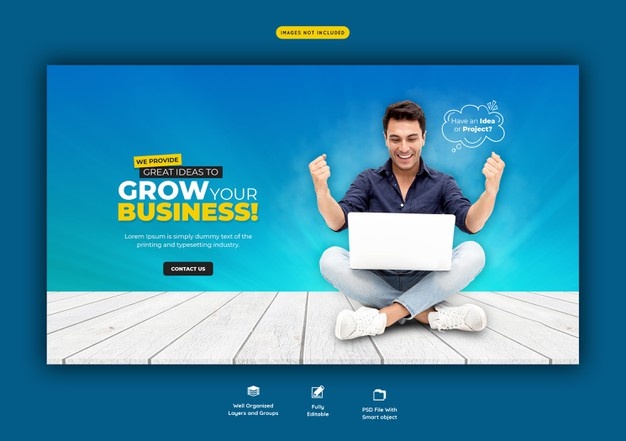 IMAGES NOT INCLUDED
WE PROVIDE
GREAT IDEAS TO
GROW YOUR
BUSINESS!
Lorem Ipsum is simply dummy text of the
printing and typesetting industry.
CONTACT US
Have an Idea
or Project?
Well Organized
Layers and Groups
Fully
Editable
PSD File With
Smart object